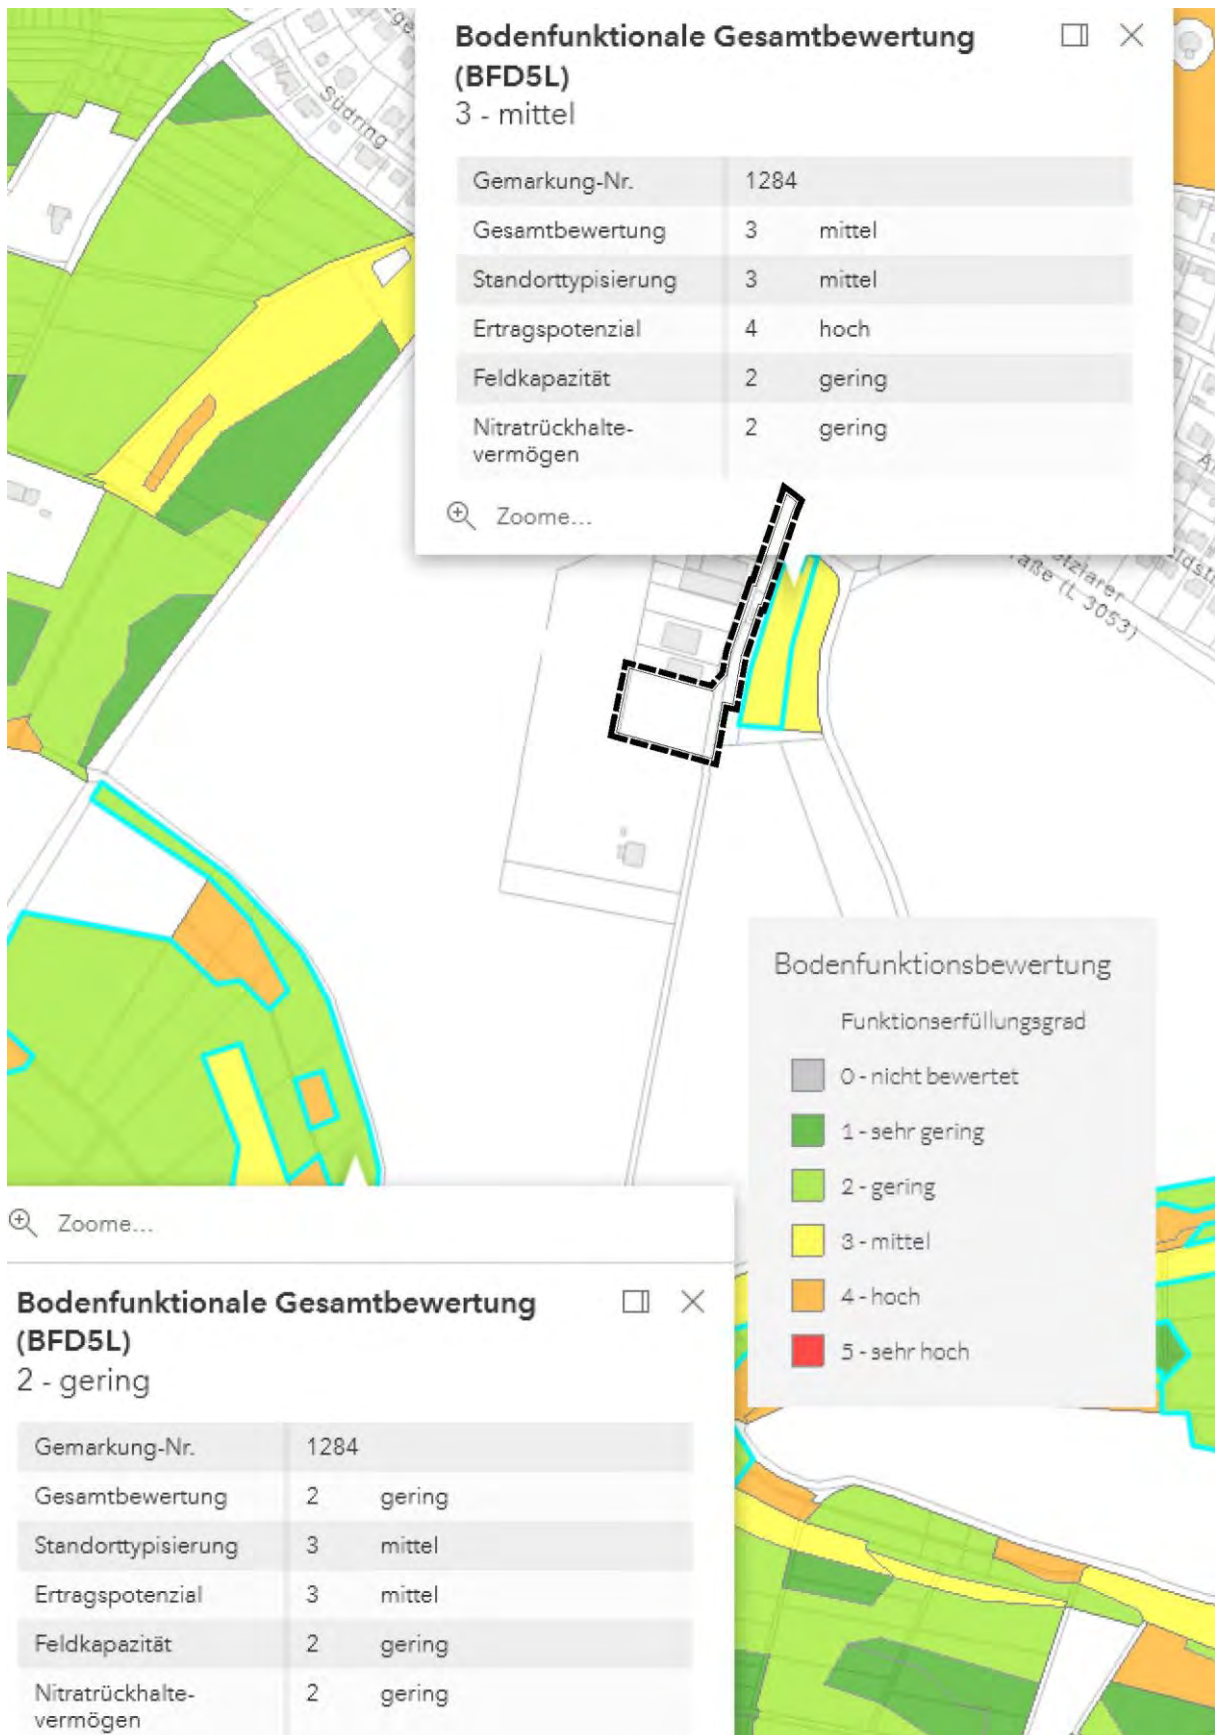 Bodenfunktionale Gesamtbewertung
(BFD5L)
3 - mittel
Gemarkung-Nr. 1284
Gesamtbewertung 3 mittel
Standorttypisierung 3 mittel
Ertragspotenzial 4 hoch
Feldkapazität 2 gering
Nitratrückhalte- 2 gering
vermögen
Zoome...
Südring
etzlarer
raße (L 3053)
Bodenfunktionsbewertung
Funktionserfüllungsgrad
0 - nicht bewertet
1 - sehr gering
2 - gering
3 - mittel
4 - hoch
5 - sehr hoch
Zoome...
Bodenfunktionale Gesamtbewertung
(BFD5L)
2 - gering
Gemarkung-Nr. 1284
Gesamtbewertung 2 gering
Standorttypisierung 3 mittel
Ertragspotenzial 3 mittel
Feldkapazität 2 gering
Nitratrückhalte- 2 gering
vermögen